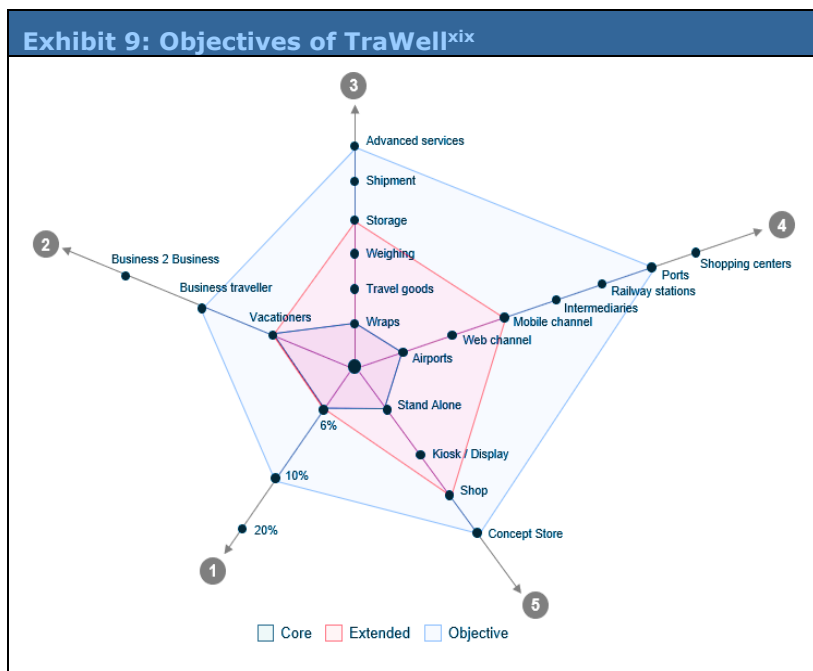 Exhibit 9: Objectives of TraWell^xix
3
Advanced services
Shipment
Storage
Weighing
Travel goods
Wraps
2
Business 2 Business
Business traveller
Vacationers
4
Shopping centers
Ports
Railway stations
Intermediaries
Mobile channel
Web channel
Airports
Stand Alone
Kiosk / Display
Shop
Concept Store
5
6%
10%
20%
1
Core
Extended
Objective